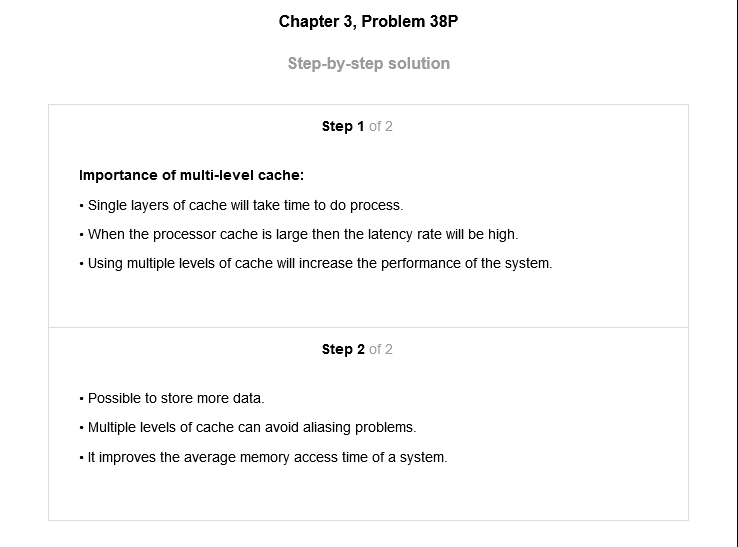 Chapter 3, Problem 38P
Step-by-step solution
Step 1 of 2
Importance of multi-level cache:
• Single layers of cache will take time to do process.
• When the processor cache is large then the latency rate will be high.
• Using multiple levels of cache will increase the performance of the system.
Step 2 of 2
• Possible to store more data.
• Multiple levels of cache can avoid aliasing problems.
• It improves the average memory access time of a system.